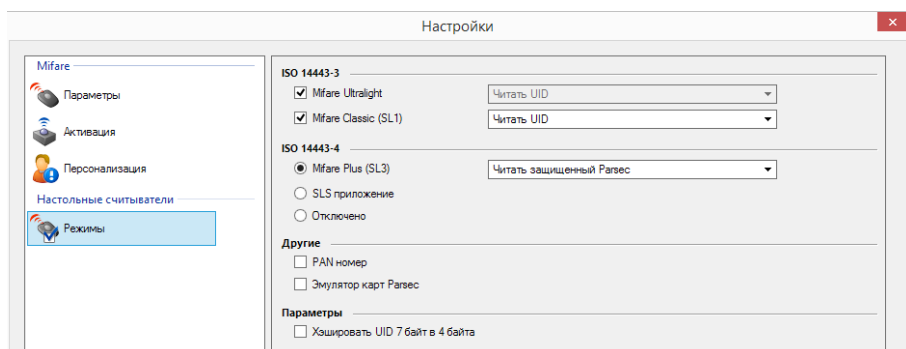 Настройки
Mifare
Параметры
Активация
Персонализация
Настольные считыватели
Режимы
ISO 14443-3
Mifare Ultralight
Читать UID
Mifare Classic (SL1)
Читать UID
ISO 14443-4
Mifare Plus (SL3)
Читать защищенный Parsec
SLS приложение
Отключено
Другие
PAN номер
Эмулятор карт Parsec
Параметры
Хэшировать UID 7 байт в 4 байта